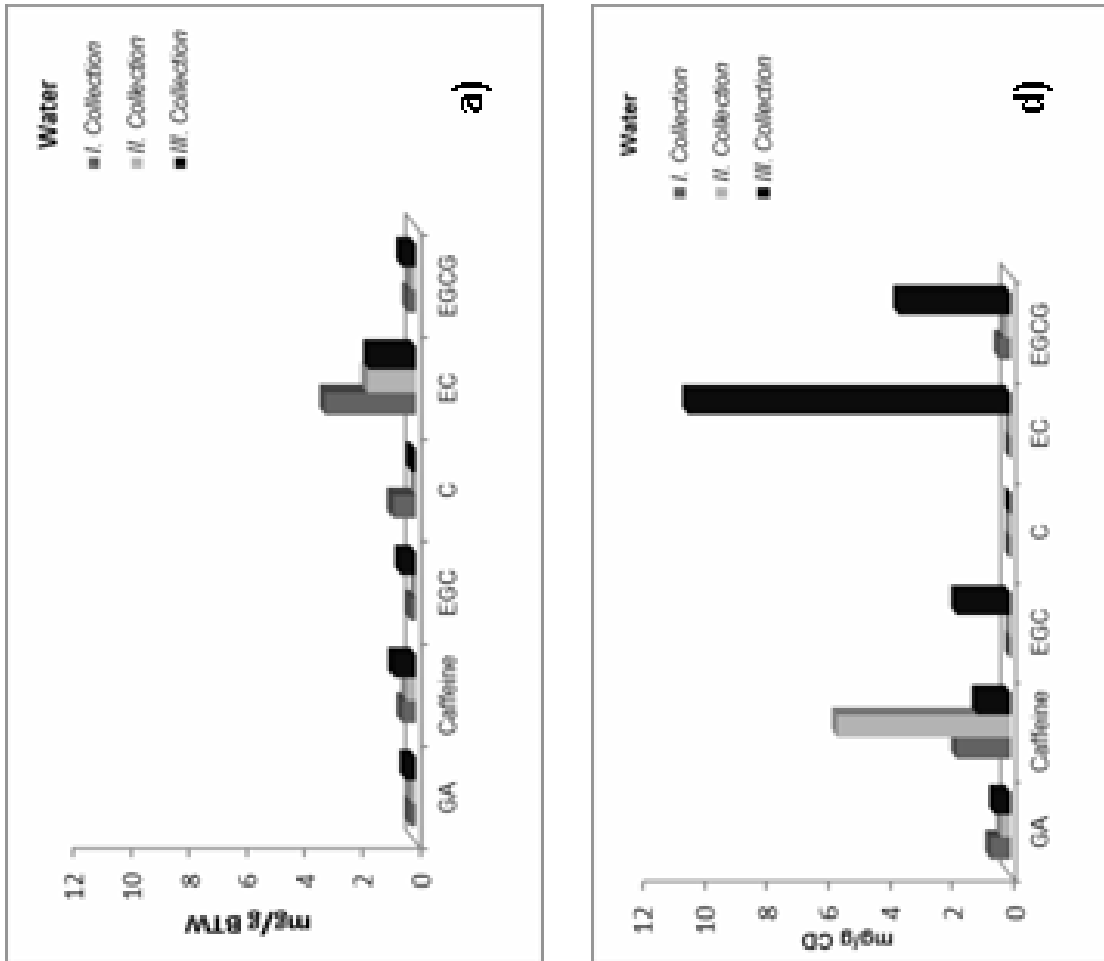 Water
I. Collection
II. Collection
III. Collection
a)
mg/g BTW
12
10
8
6
4
2
0
GA
Caffeine
EGC
C
EC
EGCG
Water
I. Collection
II. Collection
III. Collection
d)
mg/g CD
12
10
8
6
4
2
0
GA
Caffeine
EGC
C
EC
EGCG